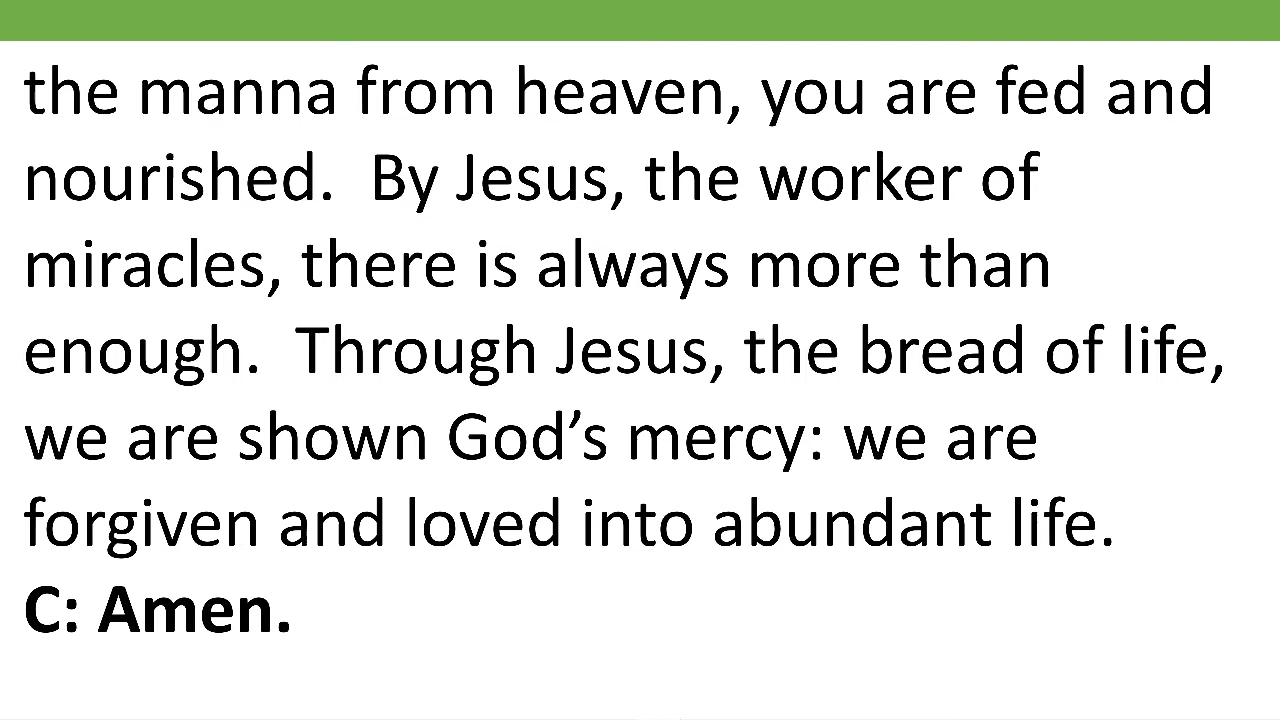 the manna from heaven, you are fed and
nourished.  By Jesus, the worker of
miracles, there is always more than
enough.  Through Jesus, the bread of life,
we are shown God’s mercy: we are
forgiven and loved into abundant life.
C: Amen.